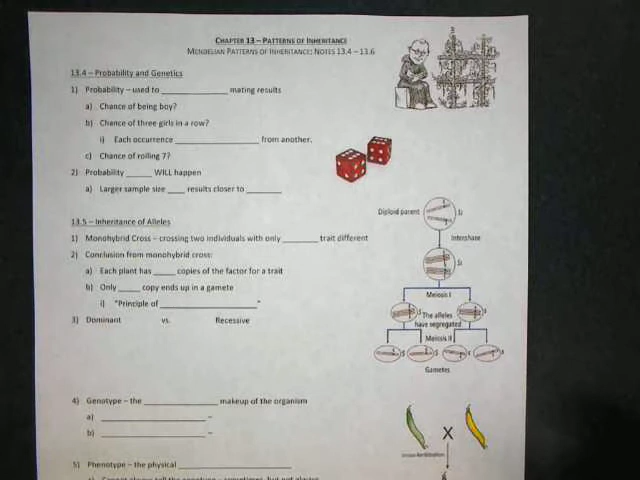 CHAPTER 13 – PATTERNS OF INHERITANCE
MENDELIAN PATTERNS OF INHERITANCE: NOTES 13.4 – 13.6
13.4 – Probability and Genetics
1) Probability – used to ______________ mating results
a) Chance of being boy?
b) Chance of three girls in a row?
i) Each occurrence __________________ from another.
c) Chance of rolling 7?
2) Probability ______ WILL happen
a) Larger sample size ____ results closer to ________
13.5 – Inheritance of Alleles
1) Monohybrid Cross – crossing two individuals with only ________ trait different
2) Conclusion from monohybrid cross:
a) Each plant has _____ copies of the factor for a trait
b) Only _____ copy ends up in a gamete
i) "Principle of ____________________"
3) Dominant vs. Recessive
Diploid parent
Interphase
Meiosis I
The alleles
have segregated
Meiosis II
Gametes
4) Genotype – the ________________ makeup of the organism
a) ______________________ –
b) ______________________ –
X
5) Phenotype – the physical ________________________